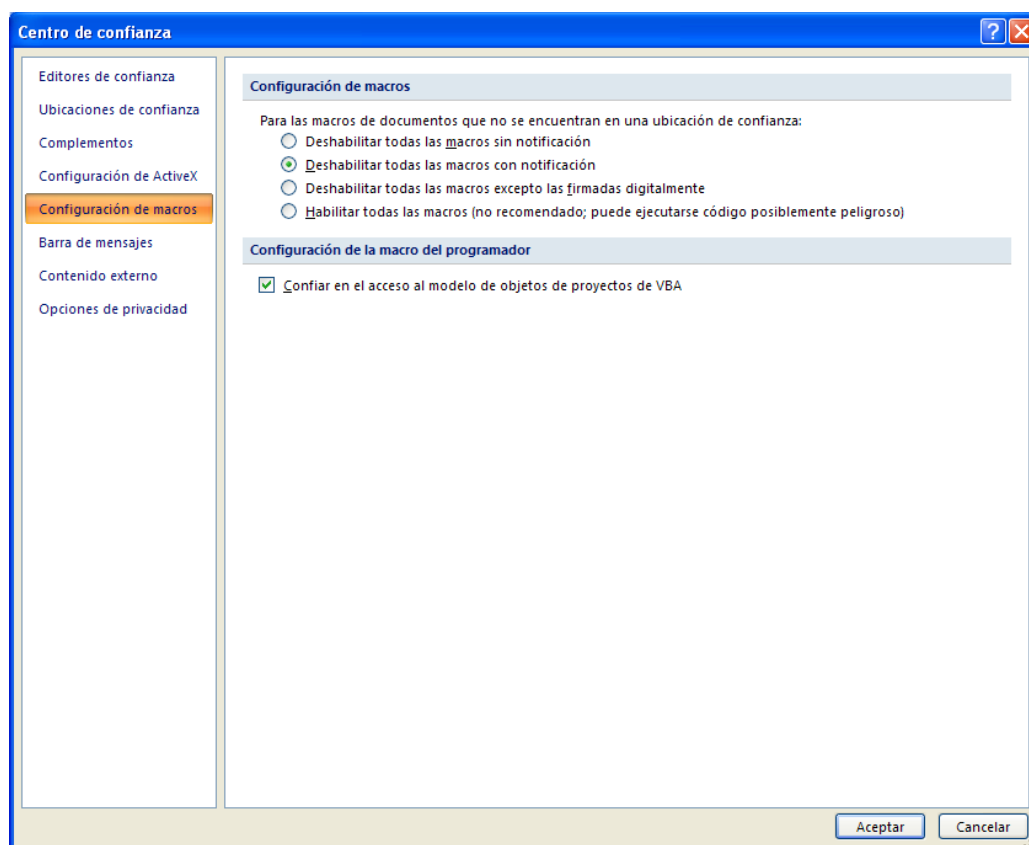 Centro de confianza
Editores de confianza
Ubicaciones de confianza
Complementos
Configuración de ActiveX
Configuración de macros
Barra de mensajes
Contenido externo
Opciones de privacidad
Configuración de macros
Para las macros de documentos que no se encuentran en una ubicación de confianza:
Deshabilitar todas las macros sin notificación
Deshabilitar todas las macros con notificación
Deshabilitar todas las macros excepto las firmadas digitalmente
Habilitar todas las macros (no recomendado; puede ejecutarse código posiblemente peligroso)
Configuración de la macro del programador
Confiar en el acceso al modelo de objetos de proyectos de VBA
Aceptar
Cancelar